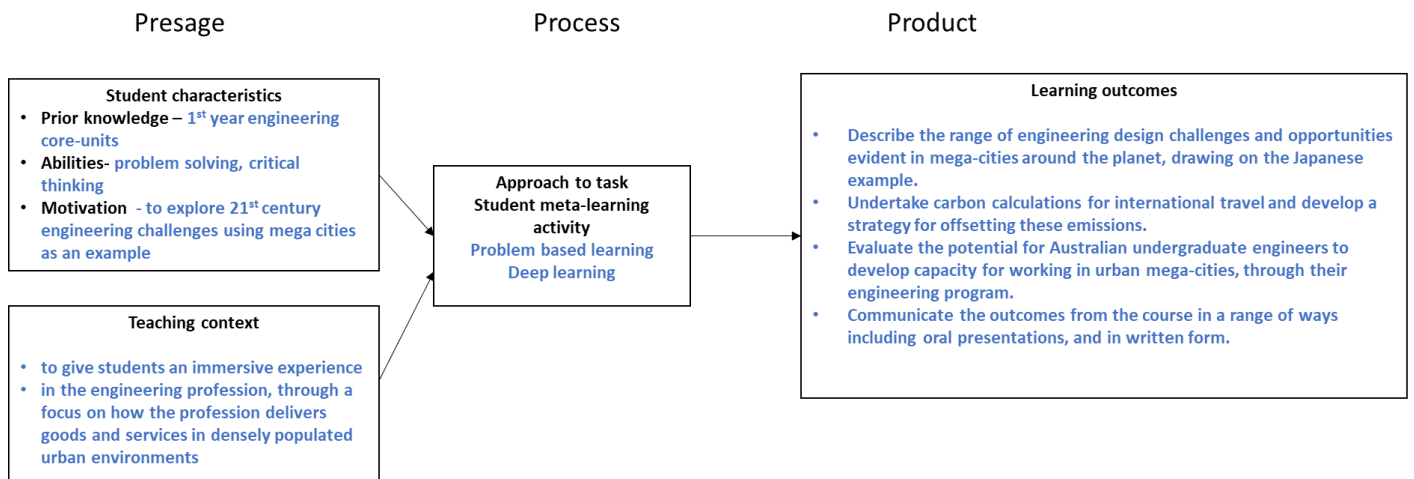 Presage
Process
Product
Student characteristics
• Prior knowledge – 1st year engineering
core-units
• Abilities- problem solving, critical
thinking
• Motivation - to explore 21st century
engineering challenges using mega cities
as an example
Teaching context
• to give students an immersive experience
• in the engineering profession, through a
focus on how the profession delivers
goods and services in densely populated
urban environments
Approach to task
Student meta-learning
activity
Problem based learning
Deep learning
Learning outcomes
• Describe the range of engineering design challenges and opportunities
evident in mega-cities around the planet, drawing on the Japanese
example.
• Undertake carbon calculations for international travel and develop a
strategy for offsetting these emissions.
• Evaluate the potential for Australian undergraduate engineers to
develop capacity for working in urban mega-cities, through their
engineering program.
• Communicate the outcomes from the course in a range of ways
including oral presentations, and in written form.